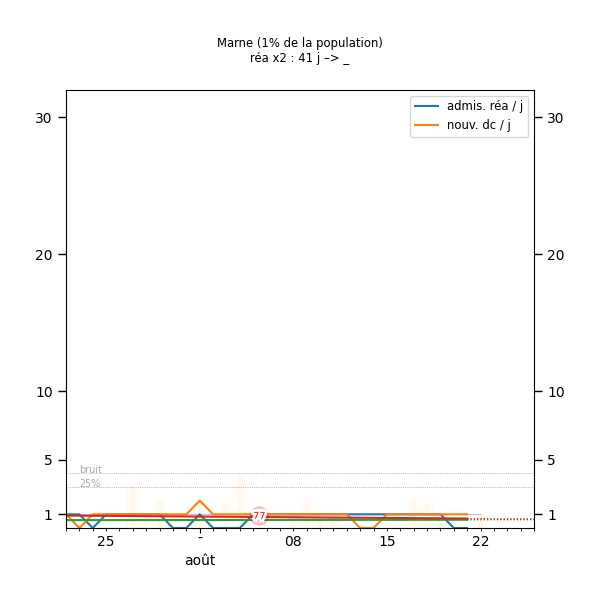 Marne (1% de la population)
réa x2 : 41 j –> _
admis. réa / j
nouv. dc / j
30 30
20 20
10 10
5 5
bruit
25%
1 77 1
25 - 08 15 22
août